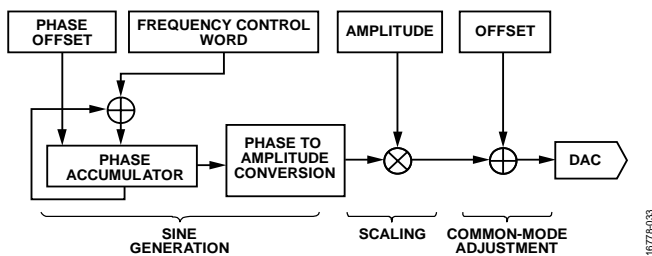 PHASE
OFFSET
FREQUENCY CONTROL
WORD
AMPLITUDE
OFFSET
PHASE
ACCUMULATOR
PHASE TO
AMPLITUDE
CONVERSION
DAC
SINE
GENERATION
SCALING
COMMON-MODE
ADJUSTMENT
16778-033